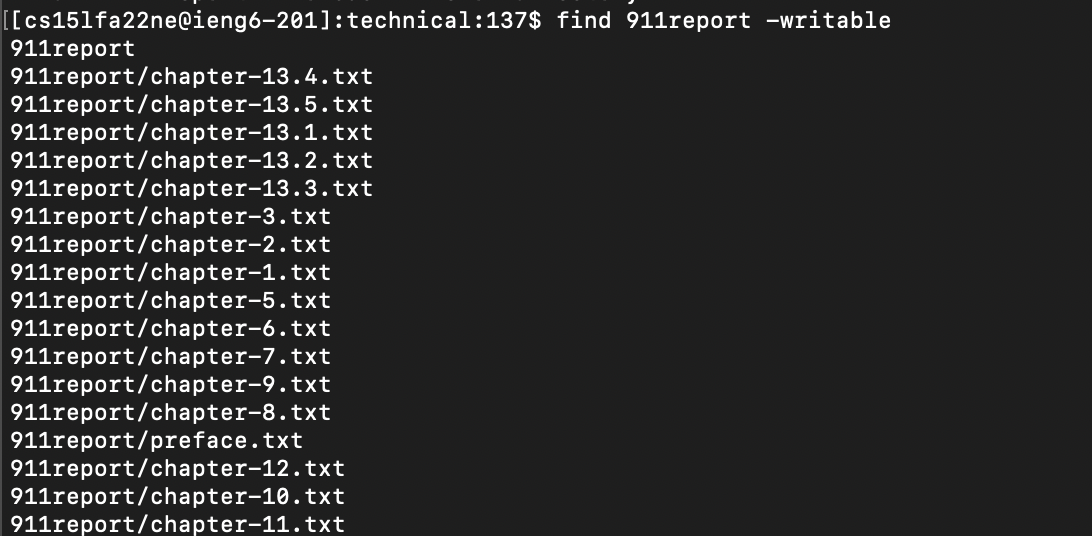 [[cs15lfa22ne@ieng6-201]:technical:137$ find 911report -writable
911report
911report/chapter-13.4.txt
911report/chapter-13.5.txt
911report/chapter-13.1.txt
911report/chapter-13.2.txt
911report/chapter-13.3.txt
911report/chapter-3.txt
911report/chapter-2.txt
911report/chapter-1.txt
911report/chapter-5.txt
911report/chapter-6.txt
911report/chapter-7.txt
911report/chapter-9.txt
911report/chapter-8.txt
911report/preface.txt
911report/chapter-12.txt
911report/chapter-10.txt
911report/chapter-11.txt